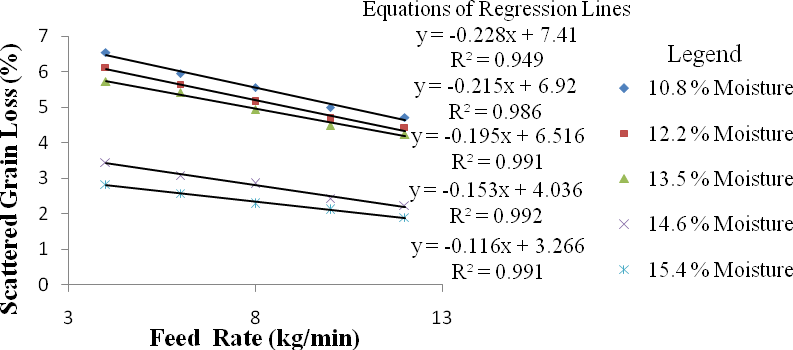 Equations of Regression Lines
y = -0.228x + 7.41
R² = 0.949
y = -0.215x + 6.92
R² = 0.986
y = -0.195x + 6.516
R² = 0.991
y = -0.153x + 4.036
R² = 0.992
y = -0.116x + 3.266
R² = 0.991
Legend
10.8 % Moisture
12.2 % Moisture
13.5 % Moisture
14.6 % Moisture
15.4 % Moisture
Scattered Grain Loss (%)
7
6
5
4
3
2
1
0
3
8
13
Feed Rate (kg/min)